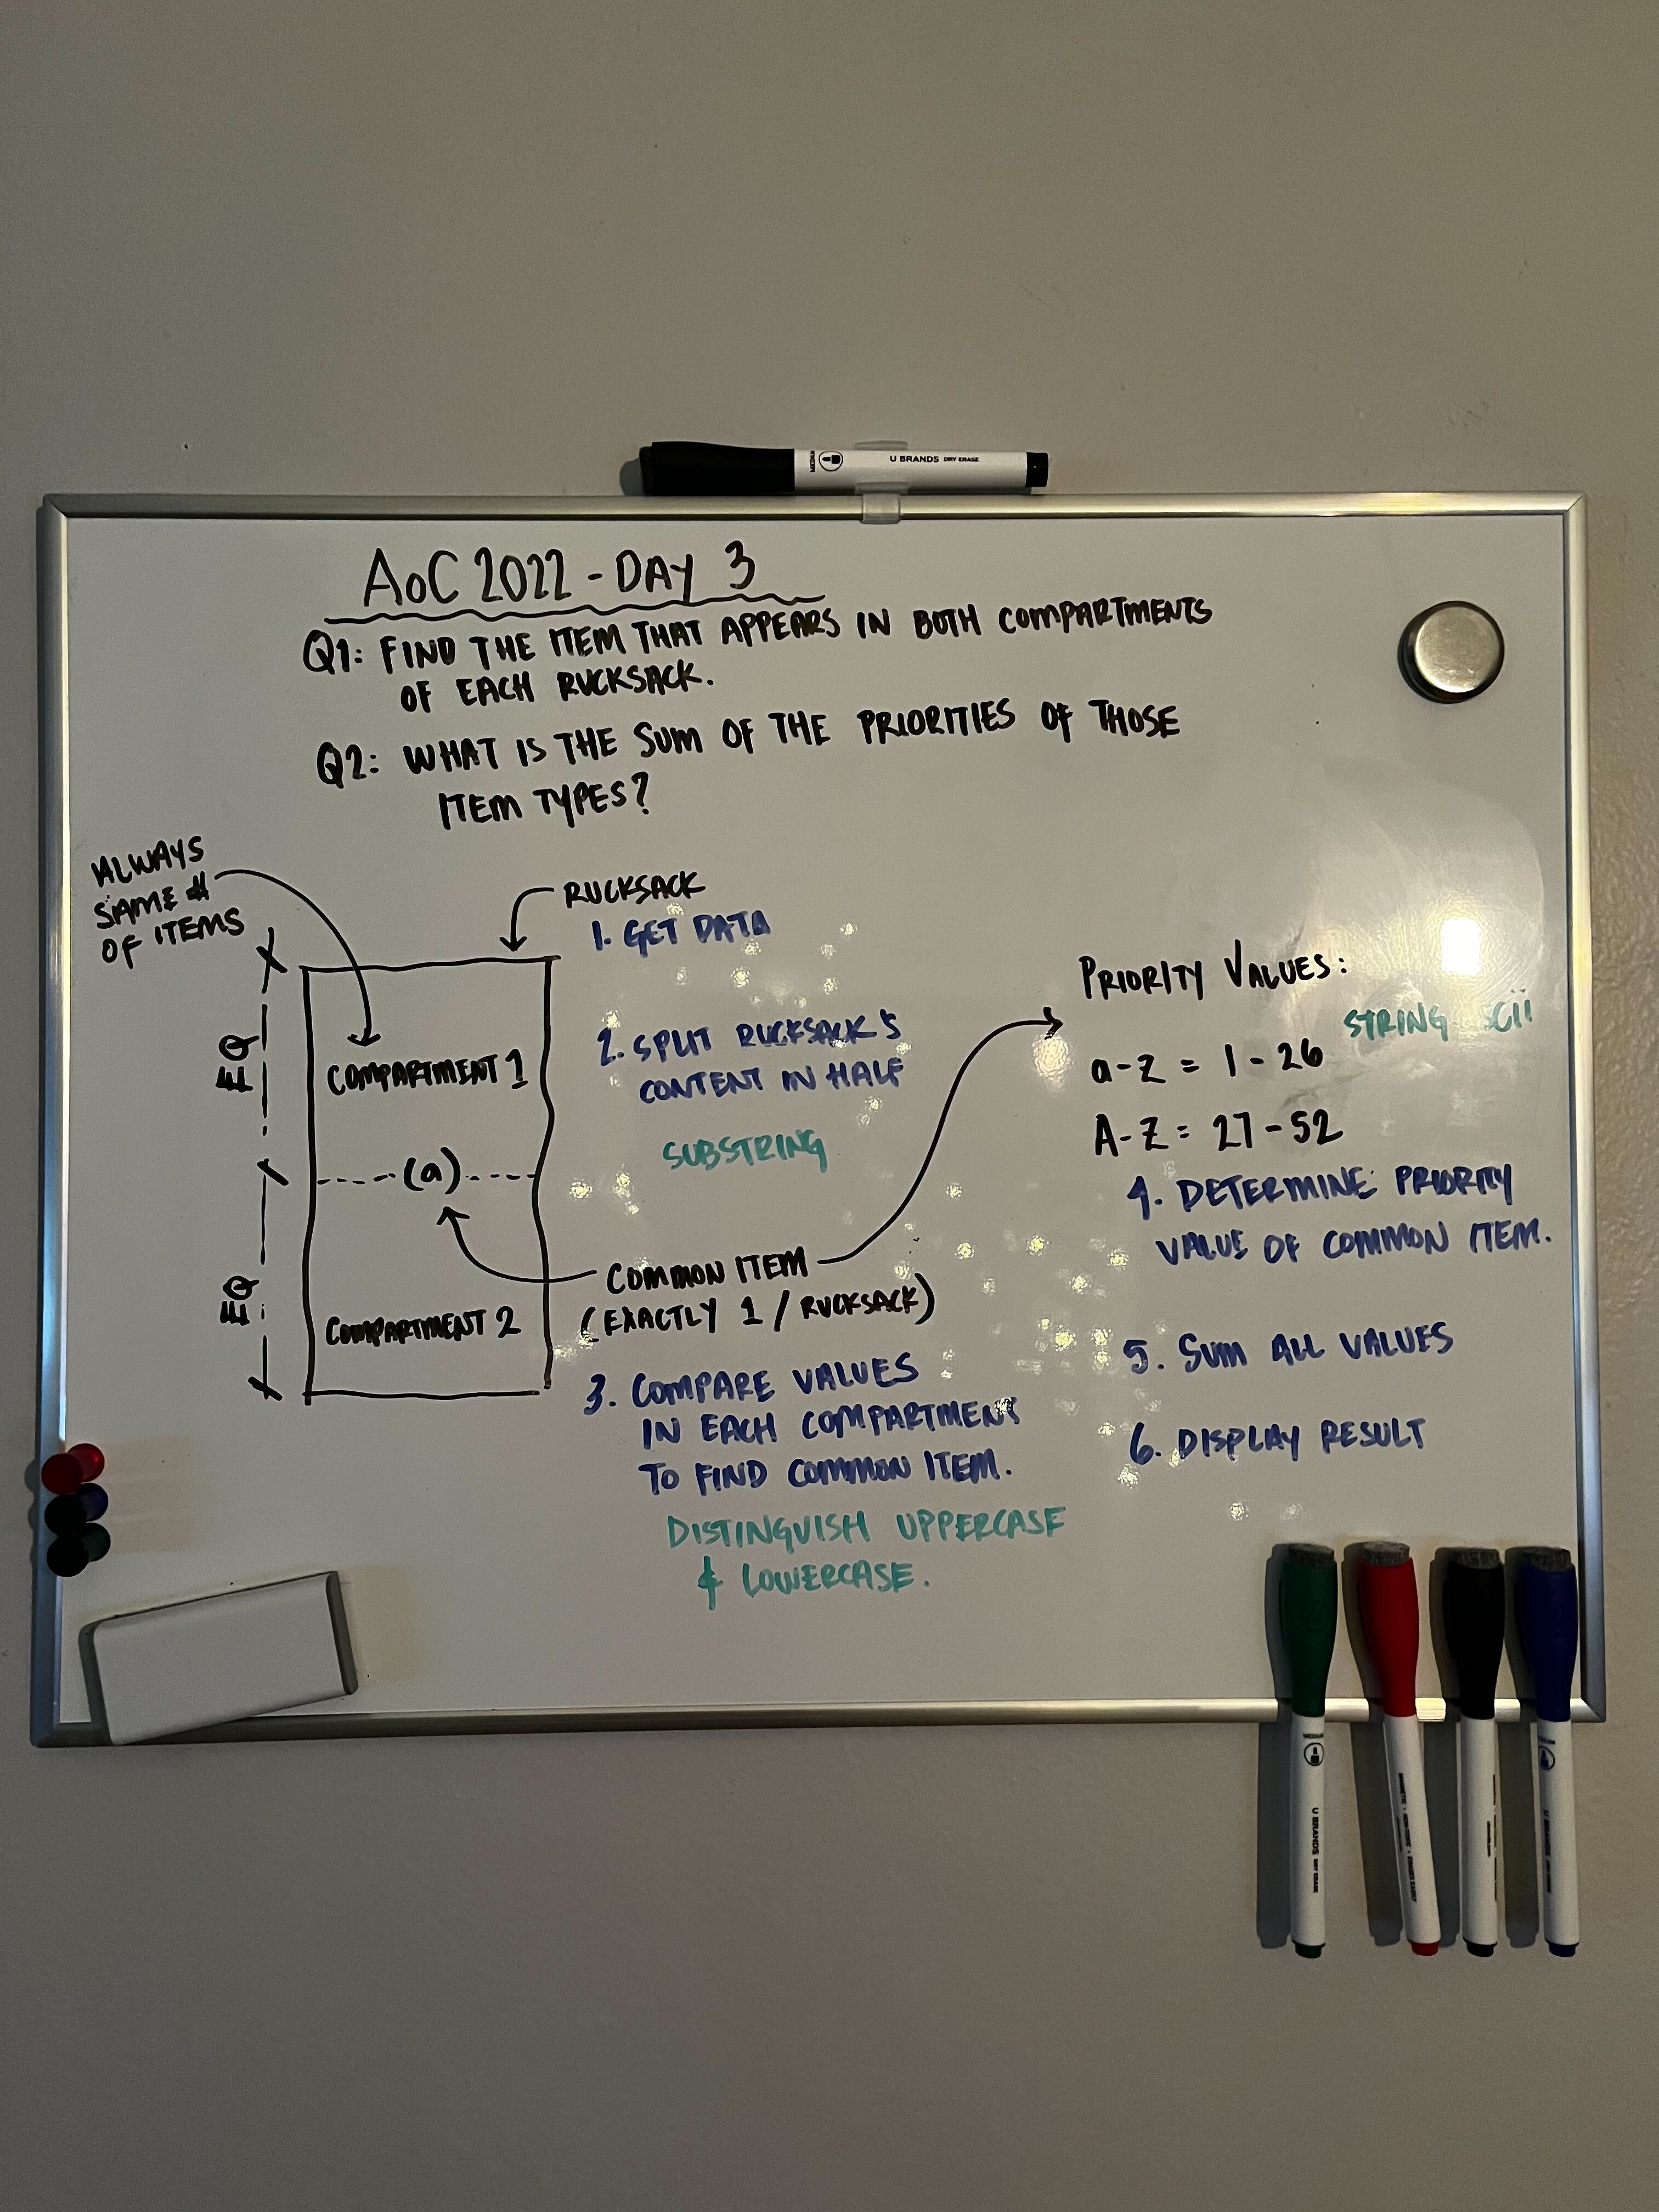 U BRANDS DRY ERASE
AoC 2022 - DAY 3
Q1: FIND THE ITEM THAT APPEARS IN BOTH COMPARTMENTS
OF EACH RUCKSACK.
Q2: WHAT IS THE SUM OF THE PRIORITIES OF THOSE
ITEM TYPES?
ALWAYS
SAME #
OF ITEMS
RUCKSACK
1. GET DATA
EQ
COMPARTMENT 1
2. SPLIT RUCKSACK'S
CONTENT IN HALF
SUBSTRING
(a)
EQ
COMPARTMENT 2
COMMON ITEM
(EXACTLY 1 / RUCKSACK)
3. COMPARE VALUES
IN EACH COMPARTMENT
TO FIND COMMON ITEM.
DISTINGUISH UPPERCASE
& LOWERCASE.
PRIORITY VALUES:
STRING SCII
a-z = 1 - 26
A-Z = 27 - 52
4. DETERMINE PRIORITY
VALUE OF COMMON ITEM.
5. SUM ALL VALUES
6. DISPLAY RESULT
U BRANDS DRY ERASE